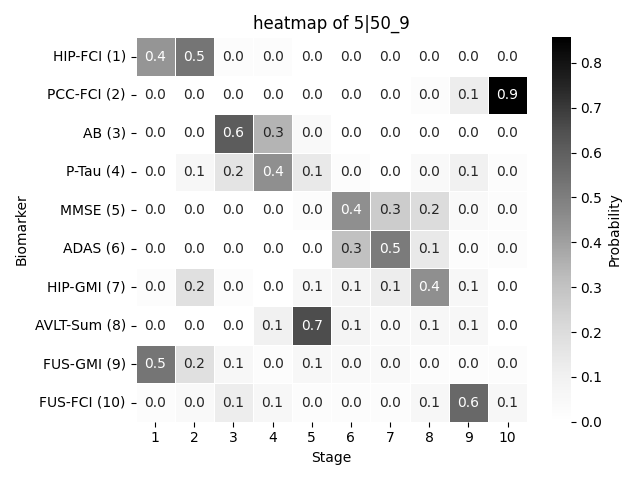 heatmap of 5|50_9
HIP-FCI (1) 0.4 0.5 0.0 0.0 0.0 0.0 0.0 0.0 0.0 0.0
PCC-FCI (2) 0.0 0.0 0.0 0.0 0.0 0.0 0.0 0.0 0.1 0.9
AB (3) 0.0 0.0 0.6 0.3 0.0 0.0 0.0 0.0 0.0 0.0
P-Tau (4) 0.0 0.1 0.2 0.4 0.1 0.0 0.0 0.0 0.1 0.0
MMSE (5) 0.0 0.0 0.0 0.0 0.0 0.4 0.3 0.2 0.0 0.0
ADAS (6) 0.0 0.0 0.0 0.0 0.0 0.3 0.5 0.1 0.0 0.0
HIP-GMI (7) 0.0 0.2 0.0 0.0 0.1 0.1 0.1 0.4 0.1 0.0
AVLT-Sum (8) 0.0 0.0 0.0 0.1 0.7 0.1 0.0 0.1 0.1 0.0
FUS-GMI (9) 0.5 0.2 0.1 0.0 0.1 0.0 0.0 0.0 0.0 0.0
FUS-FCI (10) 0.0 0.0 0.1 0.1 0.0 0.0 0.0 0.1 0.6 0.1
1 2 3 4 5 6 7 8 9 10
Stage
Biomarker
0.8
0.7
0.6
0.5
0.4
0.3
0.2
0.1
0.0
Probability